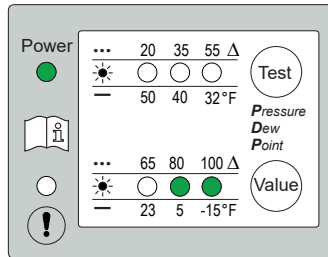 Power
... 20 35 55 Δ
Test
— 50 40 32°F
Pressure
Dew
Point
i
... 65 80 100 Δ
Value
— 23 5 -15°F
!